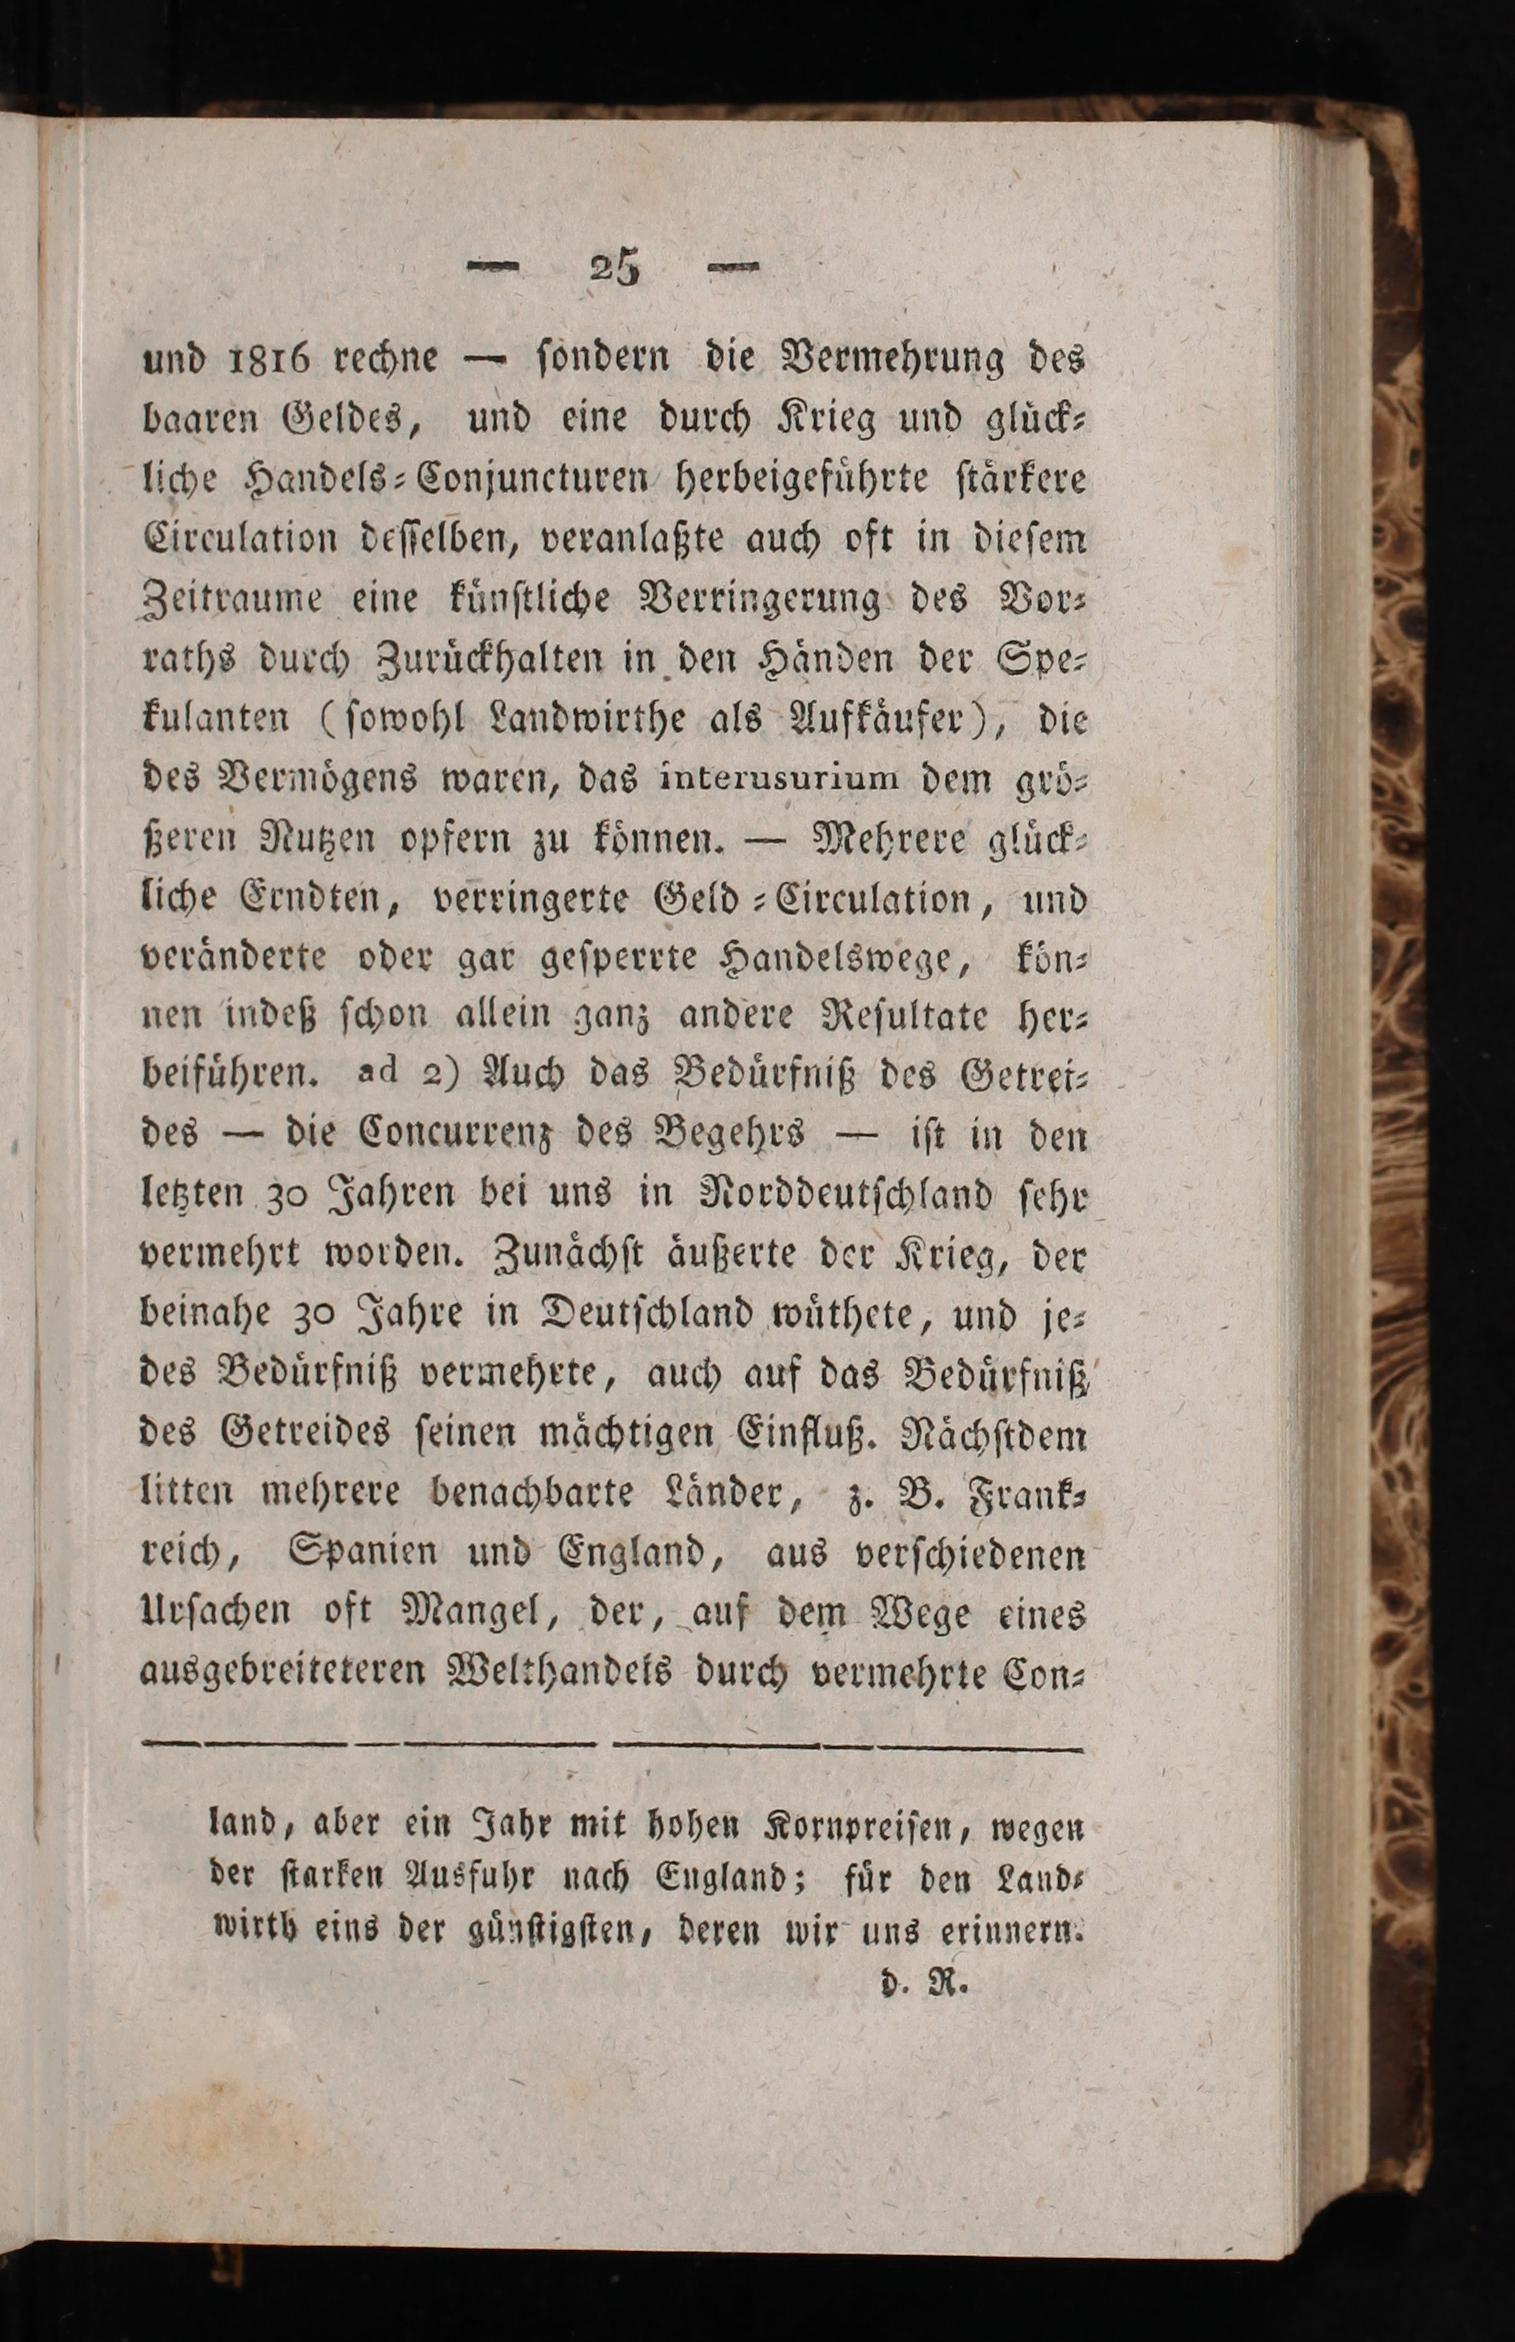 — 25 —
und 1816 rechne — ſondern die Vermehrung des
baaren Geldes, und eine durch Krieg und glück⸗
liche Handels⸗Conjuncturen herbeigeführte ſtärkere
Circulation deſſelben, veranlaßte auch oft in dieſem
Zeitraume eine künſtliche Verringerung des Vor⸗
raths durch Zurückhalten in den Händen der Spe⸗
kulanten (ſowohl Landwirthe als Aufkäufer), die
des Vermögens waren, das interusurium dem grö⸗
ßeren Nutzen opfern zu können. — Mehrere glück⸗
liche Erndten, verringerte Geld⸗Circulation, und
veränderte oder gar geſperrte Handelswege, kön⸗
nen indeß ſchon allein ganz andere Reſultate her⸗
beiführen. ad 2) Auch das Bedürfniß des Getrei⸗
des — die Concurrenz des Begehrs — iſt in den
letzten 30 Jahren bei uns in Norddeutſchland ſehr
vermehrt worden. Zunächſt äußerte der Krieg, der
beinahe 30 Jahre in Deutſchland wüthete, und je⸗
des Bedürfniß vermehrte, auch auf das Bedürfniß
des Getreides ſeinen mächtigen Einfluß. Nächſtdem
litten mehrere benachbarte Länder, z. B. Frank⸗
reich, Spanien und England, aus verſchiedenen
Urſachen oft Mangel, der, auf dem Wege eines
ausgebreiteteren Welthandels durch vermehrte Con⸗
land, aber ein Jahr mit hohen Kornpreiſen, wegen
der ſtarken Ausfuhr nach England; für den Land⸗
wirth eins der günſtigſten, deren wir uns erinnern.
d. R.